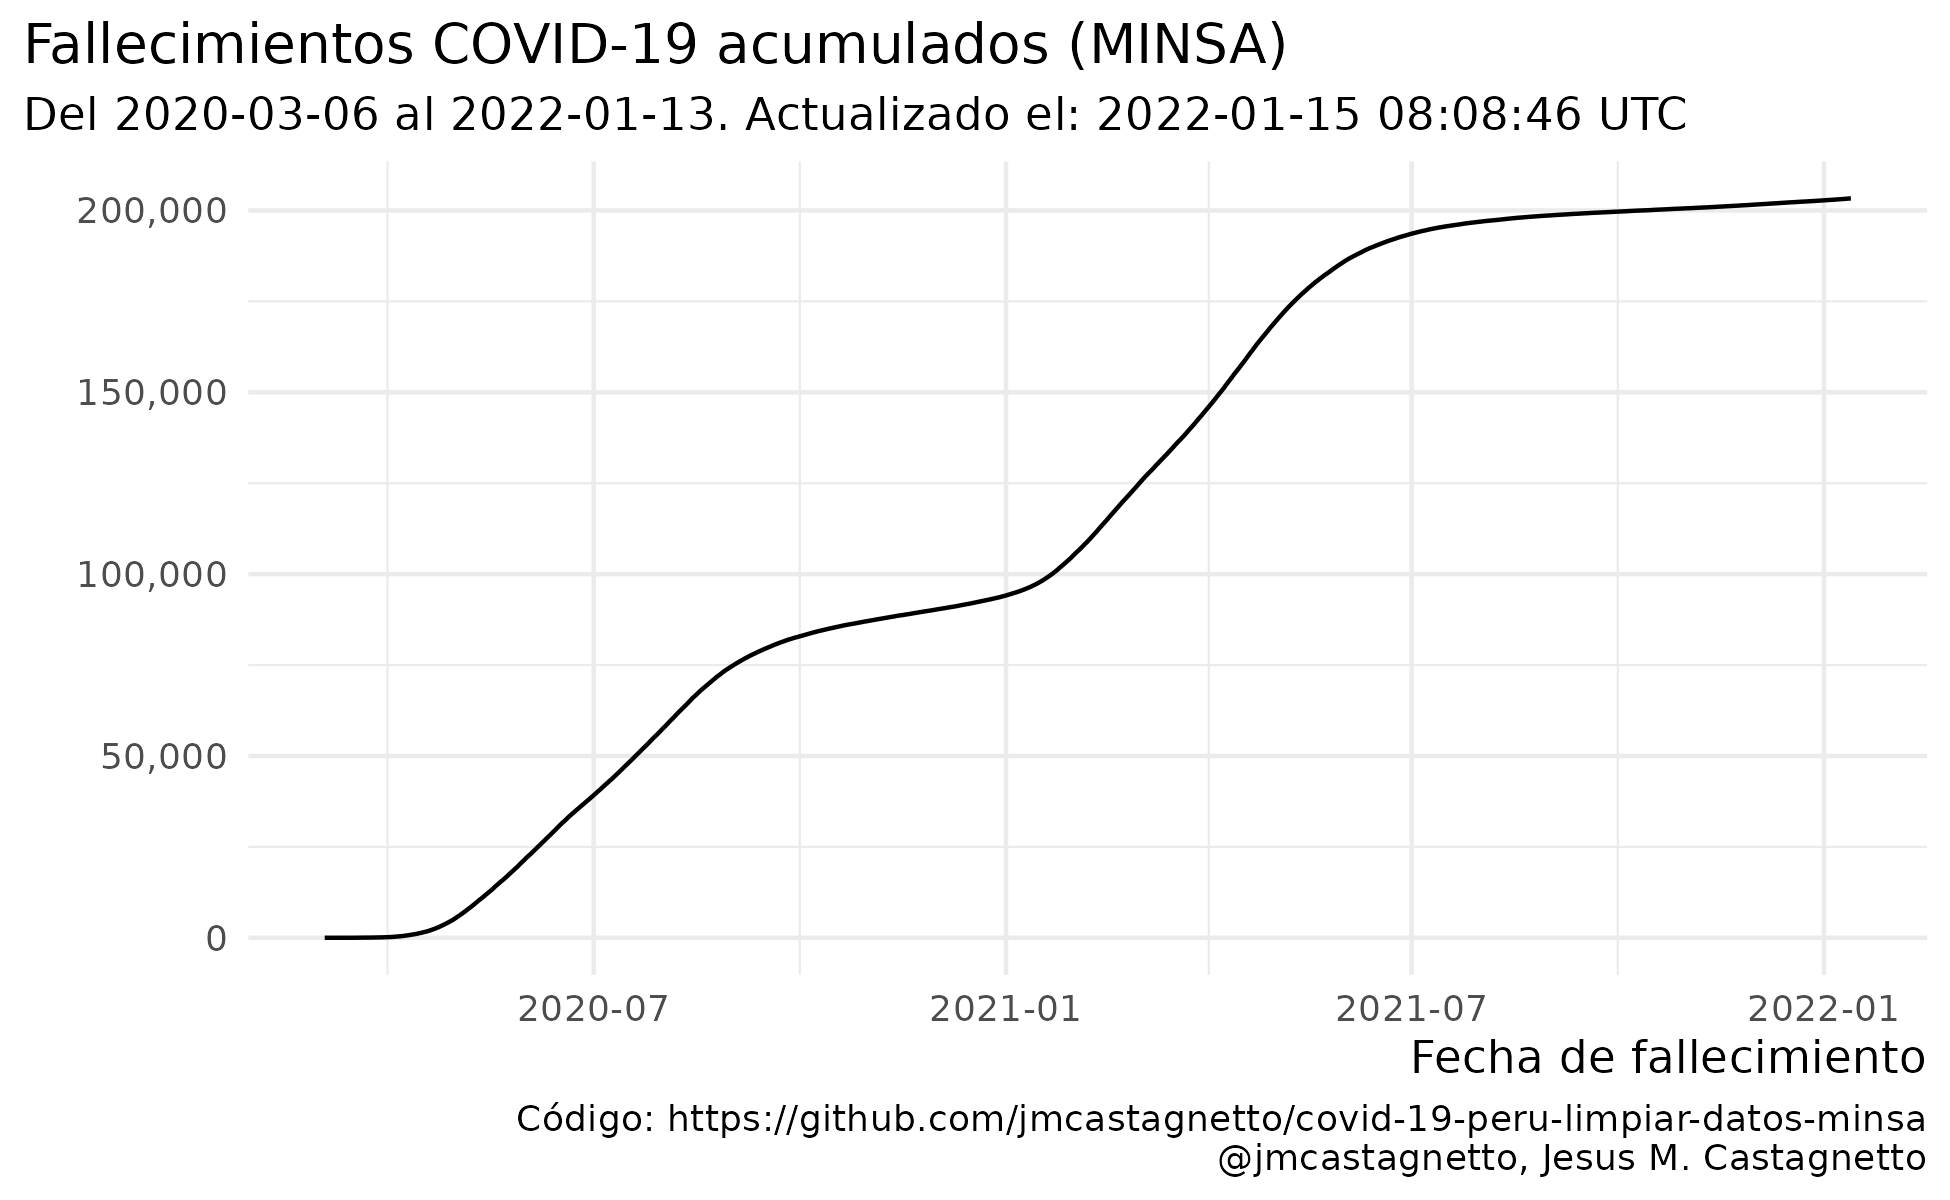 Fallecimientos COVID-19 acumulados (MINSA)
Del 2020-03-06 al 2022-01-13. Actualizado el: 2022-01-15 08:08:46 UTC
200,000
150,000
100,000
50,000
0
2020-07 2021-01 2021-07 2022-01
Fecha de fallecimiento
Código: https://github.com/jmcastagnetto/covid-19-peru-limpiar-datos-minsa
@jmcastagnetto, Jesus M. Castagnetto